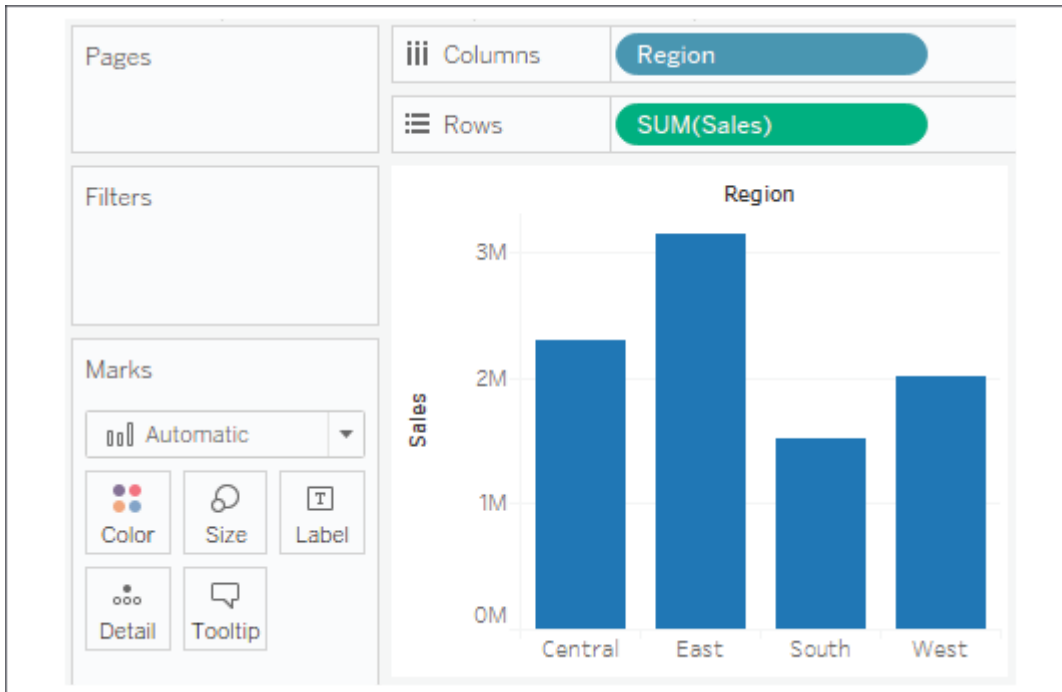 Pages
Columns
Region
Rows
SUM(Sales)
Filters
Marks
Automatic
Color
Size
T
Label
Detail
Tooltip
Region
Sales
3M
2M
1M
0M
Central East South West